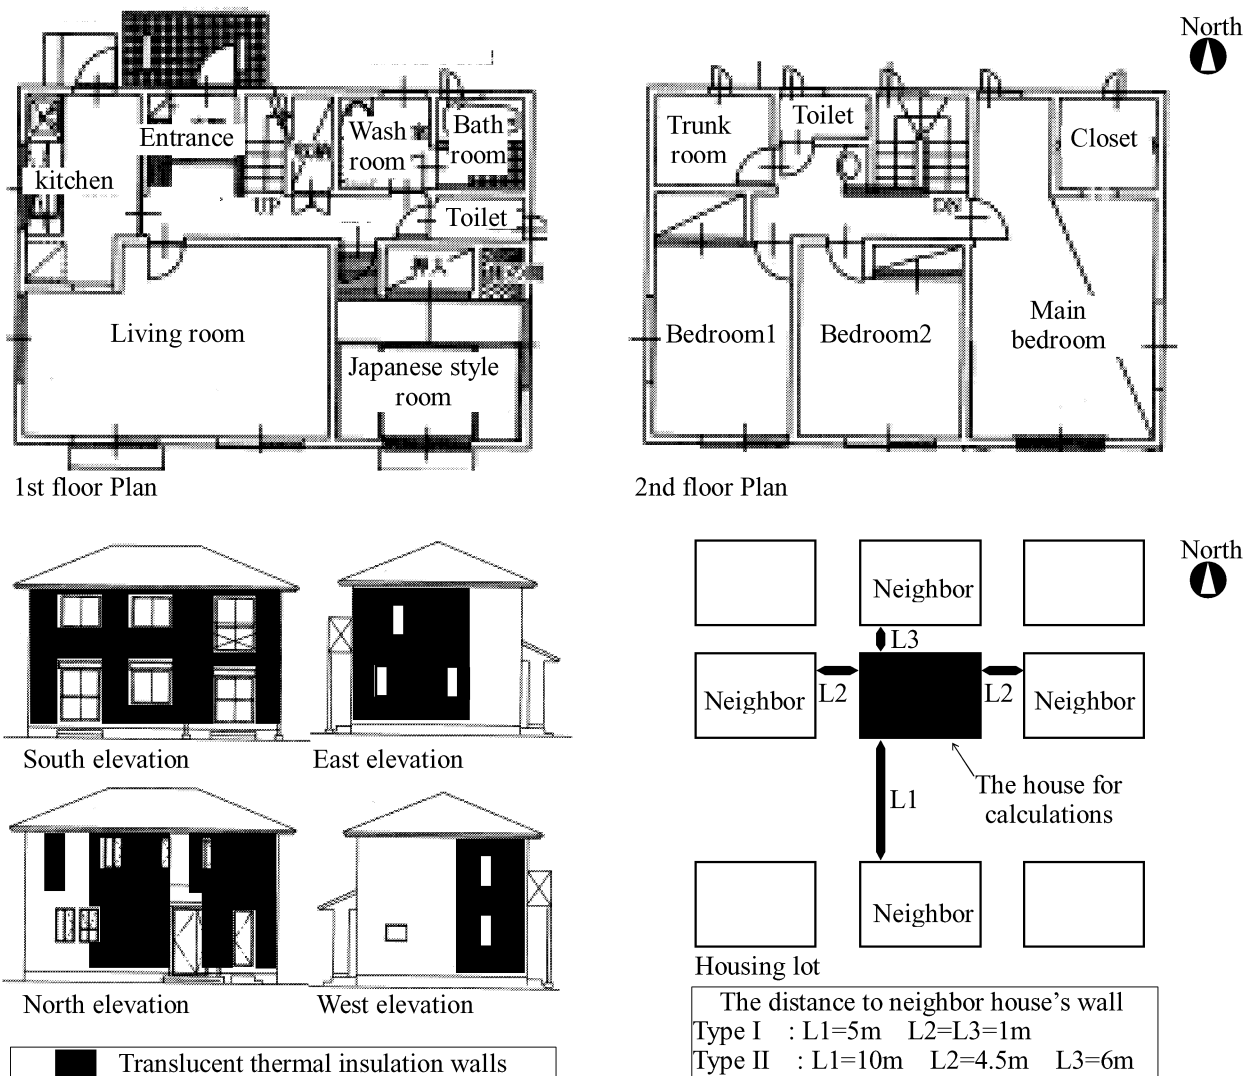 North
Entrance
Wash
room
Bath
room
kitchen
UP
Toilet
押入
Living room
Japanese style
room
1st floor Plan
Trunk
room
Toilet
Closet
DN
Bedroom1
Bedroom2
Main
bedroom
2nd floor Plan
South elevation
East elevation
North elevation
West elevation
Translucent thermal insulation walls
North
Neighbor
L3
Neighbor
L2
L2
Neighbor
The house for
calculations
L1
Neighbor
Housing lot
The distance to neighbor house's wall
Type I : L1=5m L2=L3=1m
Type II : L1=10m L2=4.5m L3=6m